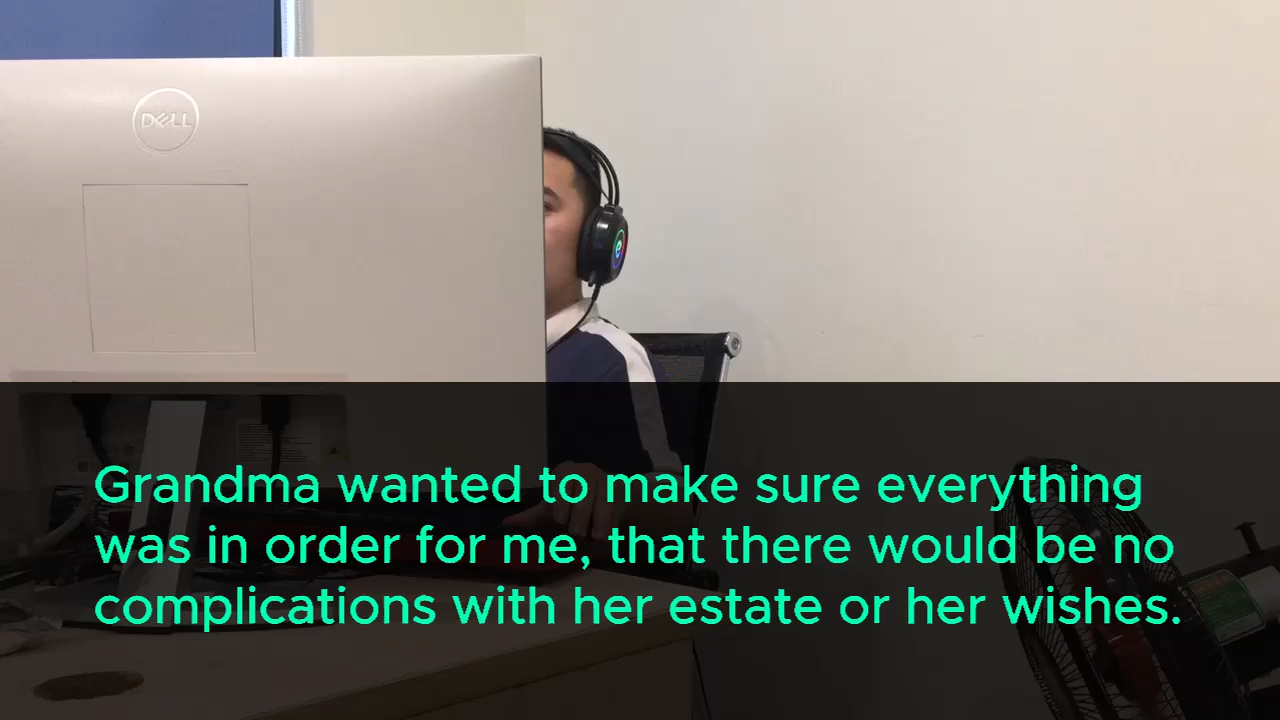 DELL
Grandma wanted to make sure everything
was in order for me, that there would be no
complications with her estate or her wishes.